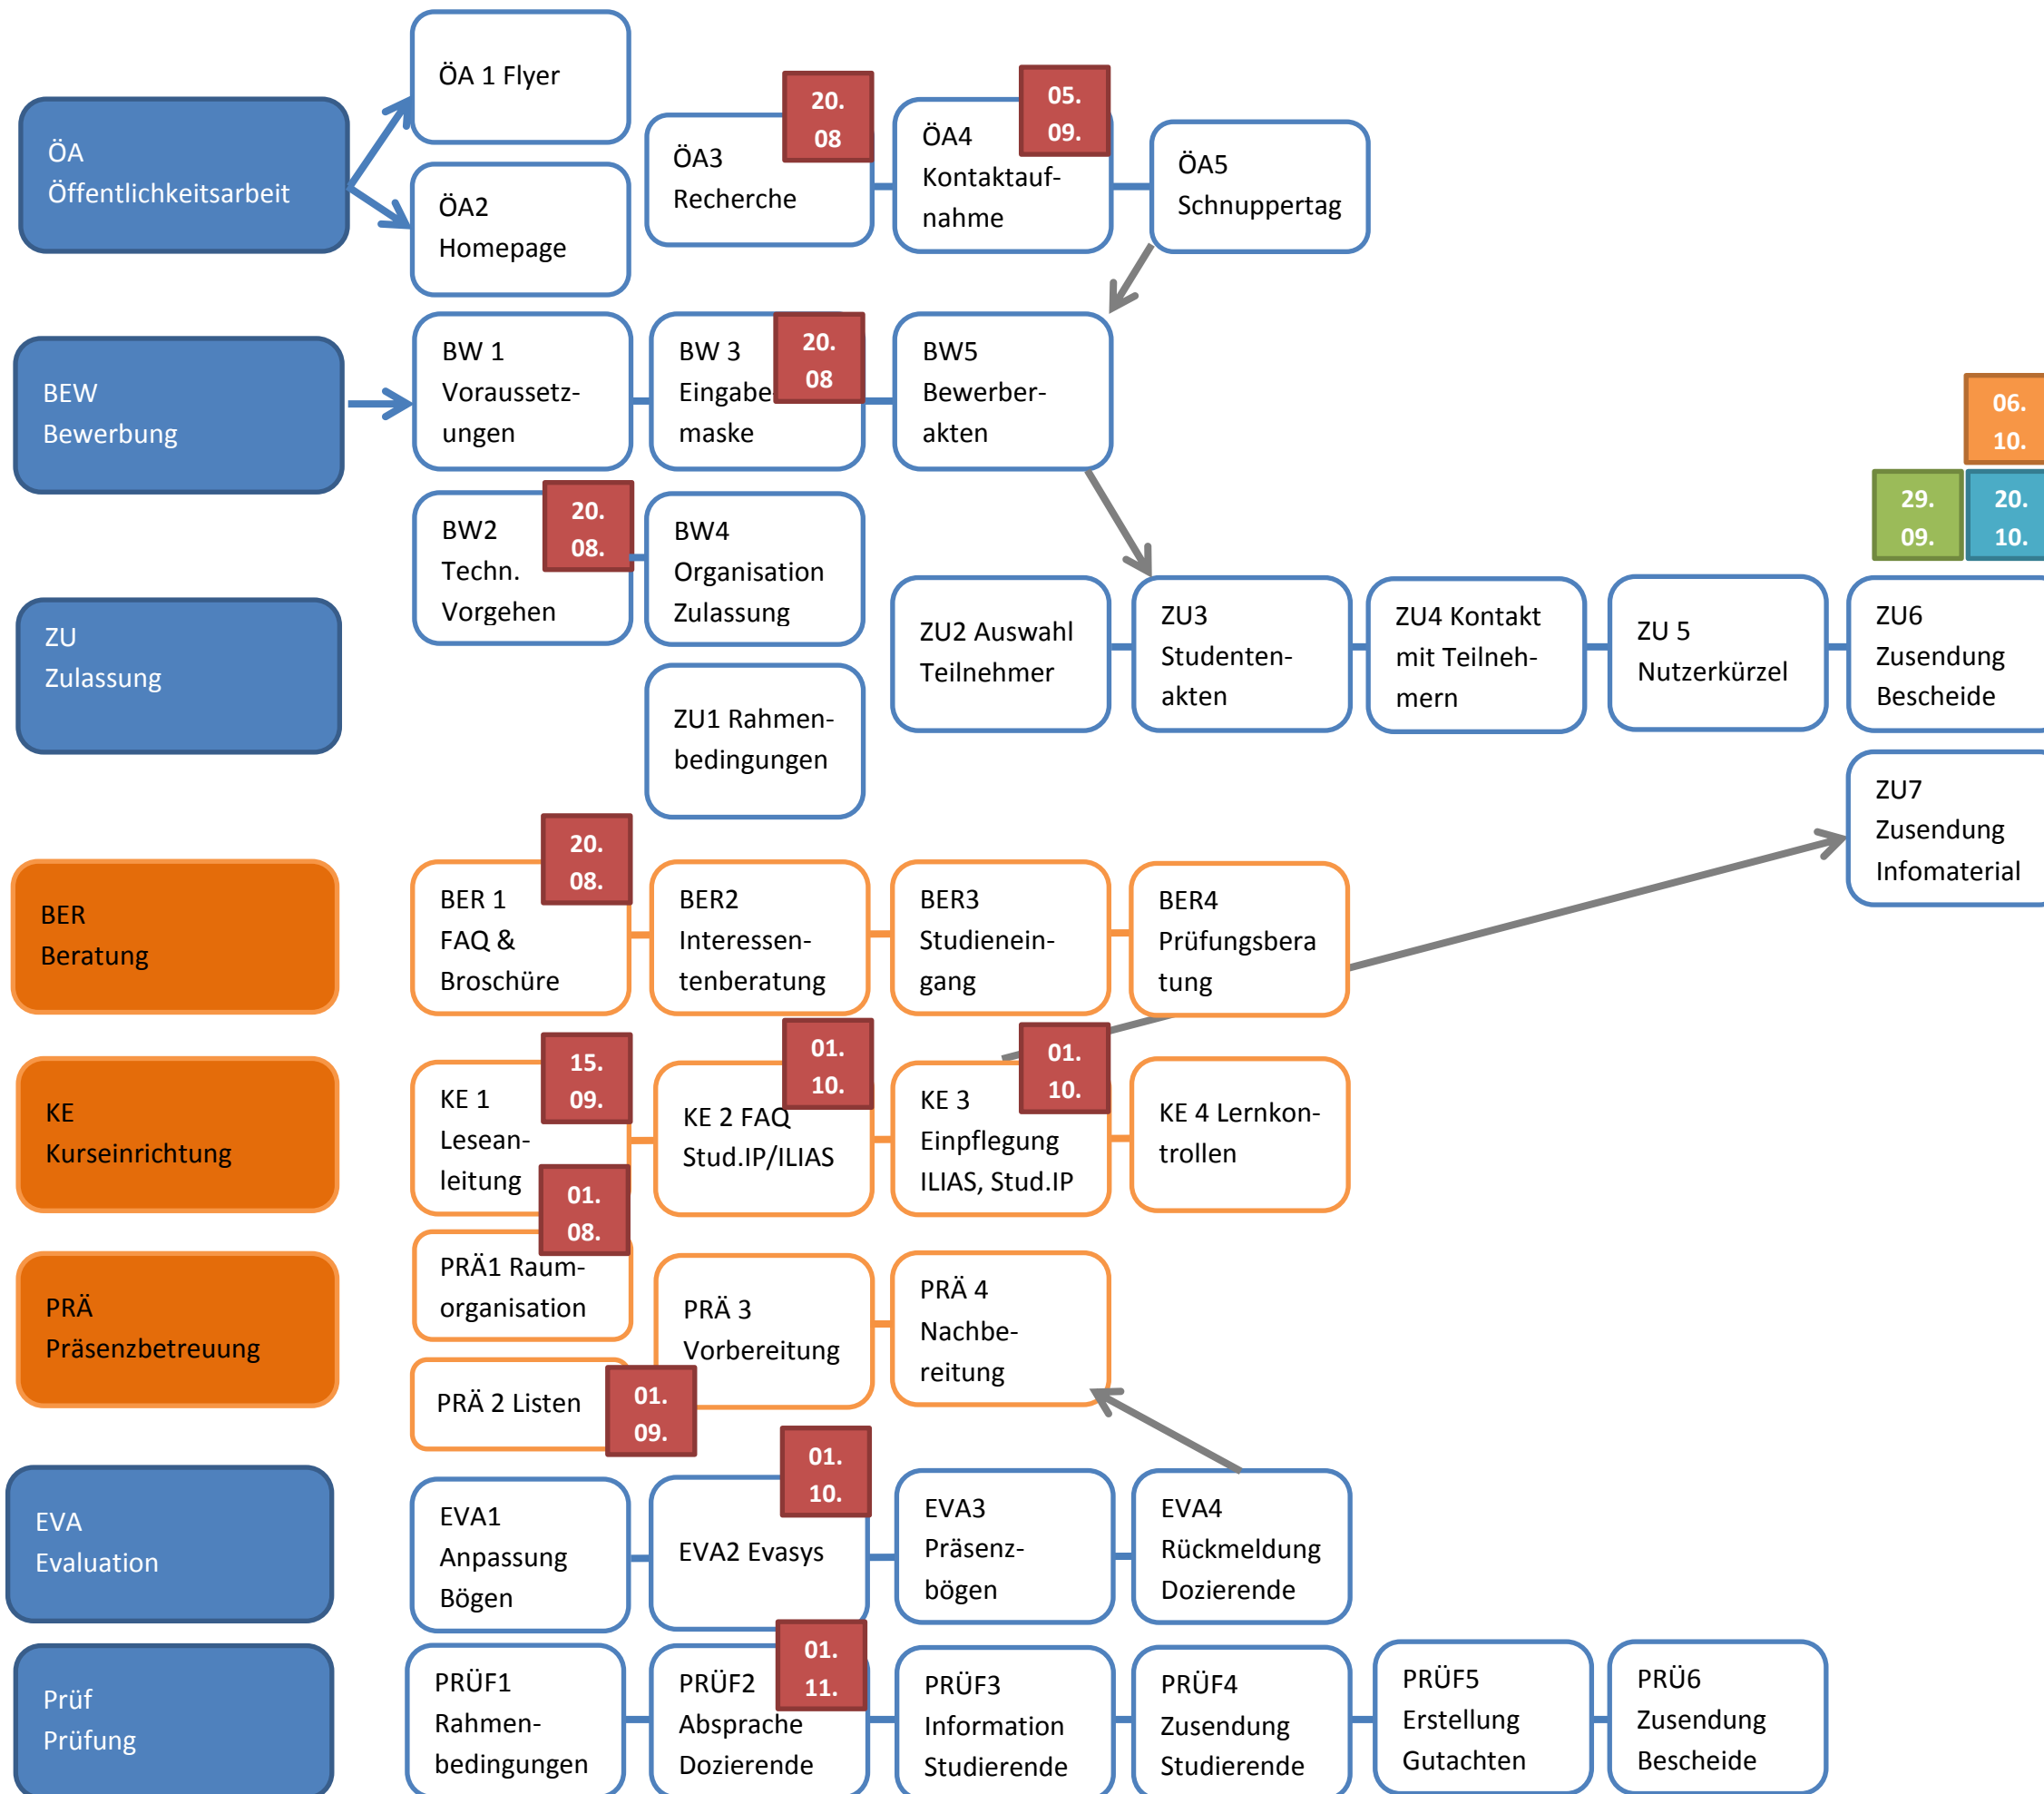 ÖA 1 Flyer
20.
08
05.
09.
ÖA
Öffentlichkeitsarbeit
ÖA3
Recherche
ÖA4
Kontaktauf-
nahme
ÖA5
Schnuppertag
ÖA2
Homepage
BEW
Bewerbung
BW 1
Voraussetz-
ungen
BW 3
Eingabe
maske
20.
08
BW5
Bewerber-
akten
06.
10.
29.
09.
20.
10.
BW2
Techn.
Vorgehen
20.
08.
BW4
Organisation
Zulassung
ZU
Zulassung
ZU2 Auswahl
Teilnehmer
ZU3
Studenten-
akten
ZU4 Kontakt
mit Teilneh-
mern
ZU 5
Nutzerkürzel
ZU6
Zusendung
Bescheide
ZU1 Rahmen-
bedingungen
ZU7
Zusendung
Infomaterial
BER
Beratung
20.
08.
BER 1
FAQ &
Broschüre
BER2
Interessen-
tenberatung
BER3
Studienein-
gang
BER4
Prüfungsbera
tung
KE
Kurseinrichtung
15.
09.
KE 1
Lesean-
leitung
01.
10.
KE 2 FAQ
Stud.IP/ILIAS
01.
10.
KE 3
Einpflegung
ILIAS, Stud.IP
KE 4 Lernkon-
trollen
01.
08.
PRÄ
Präsenzbetreuung
PRÄ1 Raum-
organisation
PRÄ 3
Vorbereitung
PRÄ 4
Nachbe-
reitung
PRÄ 2 Listen
01.
09.
EVA
Evaluation
EVA1
Anpassung
Bögen
01.
10.
EVA2 Evasys
EVA3
Präsenz-
bögen
EVA4
Rückmeldung
Dozierende
Prüf
Prüfung
PRÜF1
Rahmen-
bedingungen
01.
11.
PRÜF2
Absprache
Dozierende
PRÜF3
Information
Studierende
PRÜF4
Zusendung
Studierende
PRÜF5
Erstellung
Gutachten
PRÜ6
Zusendung
Bescheide